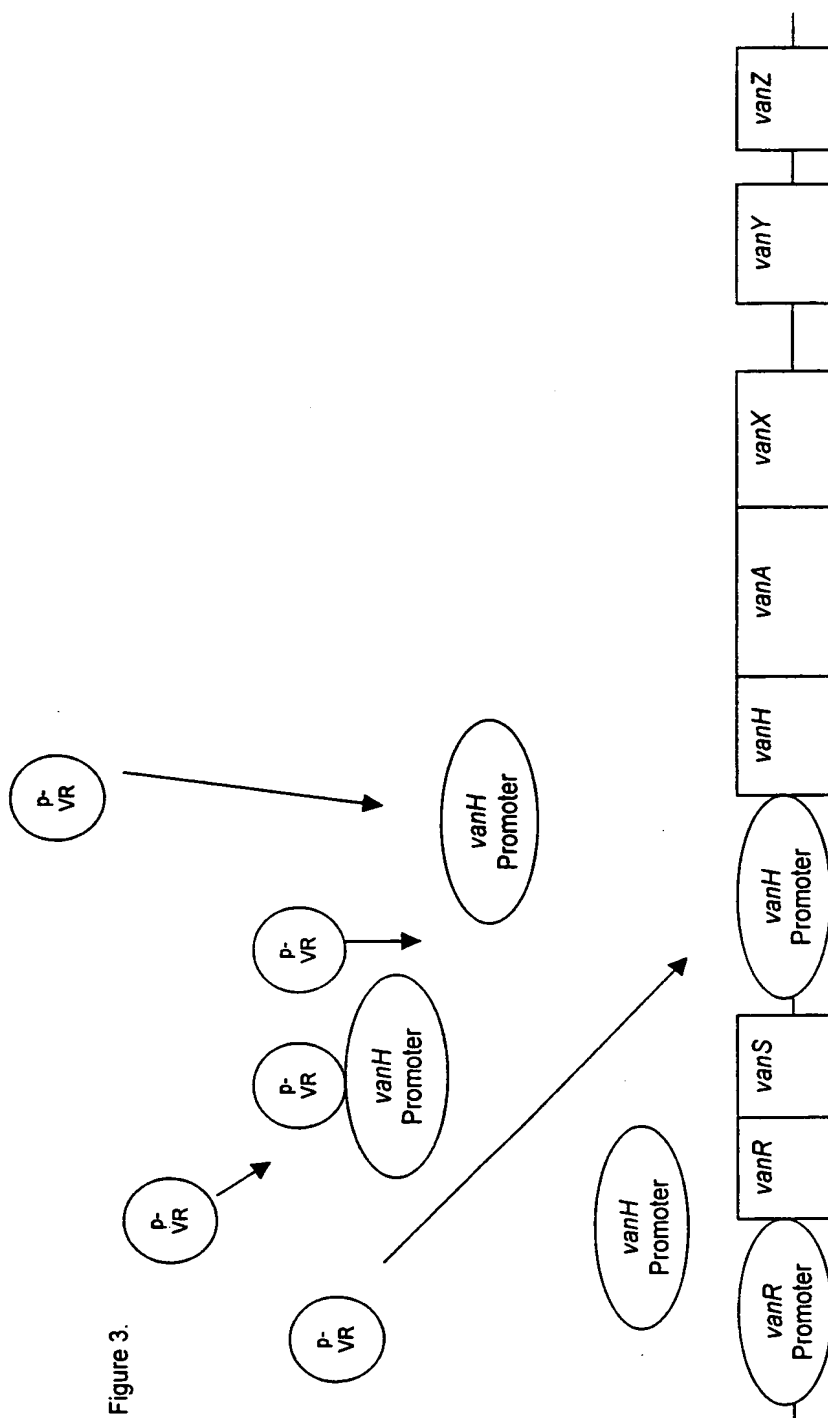 Figure 3.
p-
VR
p-
VR
p-
VR
p-
VR
p-
VR
vanH
Promoter
vanH
Promoter
vanH
Promoter
vanR
Promoter
vanR
vanS
vanH
Promoter
vanH
vanA
vanX
vanY
vanZ